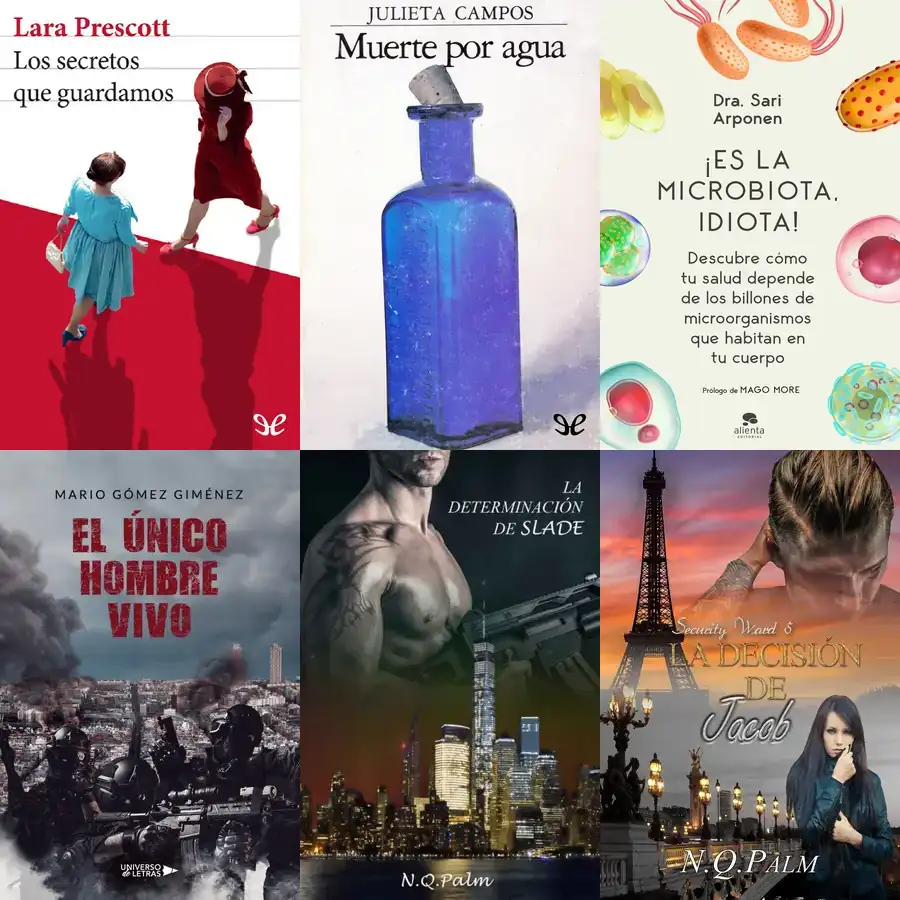 Lara Prescott
Los secretos
que guardamos
JULIETA CAMPOS
Muerte por agua
Dra. Sari
Arponen
¡ES LA
MICROBIOTA,
IDIOTA!
Descubre cómo
tu salud depende
de los billones de
microorganismos
que habitan en
tu cuerpo
Prólogo de MAGO MORE
alienta
EDITORIAL
MARIO GÓMEZ GIMÉNEZ
EL ÚNICO
HOMBRE
VIVO
UNIVERSO
DE LETRAS
LA
DETERMINACIÓN
DE SLADE
N.Q.Palm
Security Ward 5
LA DECISIÓN
DE
Jacob
N.Q.PALM